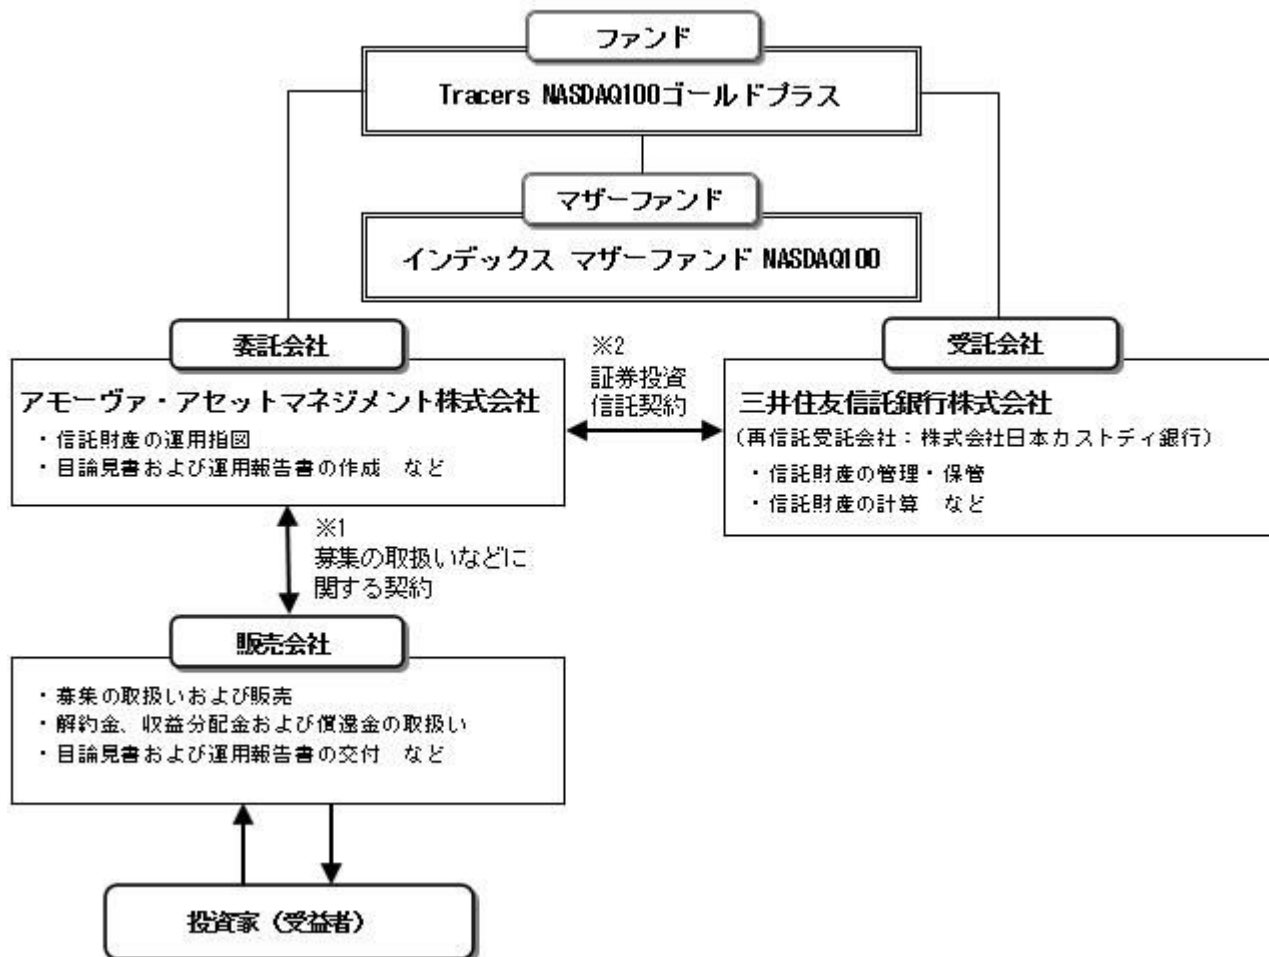 ファンド
Tracers NASDAQ100ゴールドプラス
マザーファンド
インデックス マザーファンド NASDAQ100
委託会社
アモーヴァ・アセットマネジメント株式会社
・信託財産の運用指図
・目論見書および運用報告書の作成　など
※2
証券投資
信託契約
受託会社
三井住友信託銀行株式会社
（再信託受託会社：株式会社日本カストディ銀行）
・信託財産の管理・保管
・信託財産の計算　など
※1
募集の取扱いなどに
関する契約
販売会社
・募集の取扱いおよび販売
・解約金、収益分配金および償還金の取扱い
・目論見書および運用報告書の交付　など
投資家（受益者）